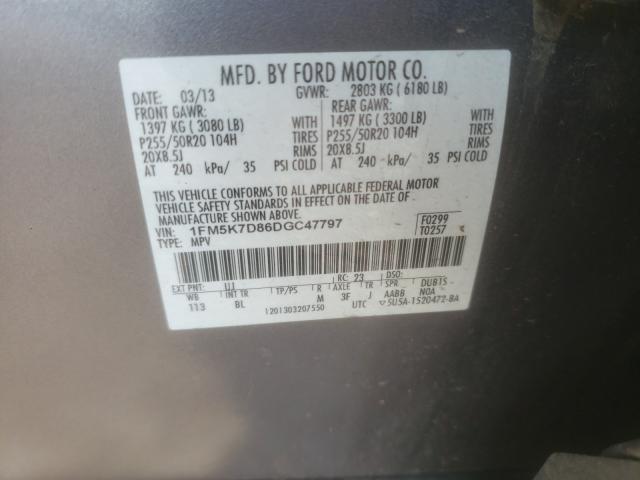 MFD. BY FORD MOTOR CO.
DATE: 03/13 GVWR: 2803 KG ( 6180 LB)
FRONT GAWR: REAR GAWR:
1397 KG ( 3080 LB) WITH 1497 KG ( 3300 LB) WITH
P255/50R20 104H TIRES P255/50R20 104H TIRES
20X8.5J RIMS 20X8.5J RIMS
AT 240 kPa/ 35 PSI COLD AT 240 kPa/ 35 PSI COLD
THIS VEHICLE CONFORMS TO ALL APPLICABLE FEDERAL MOTOR
VEHICLE SAFETY STANDARDS IN EFFECT ON THE DATE OF
MANUFACTURE SHOWN ABOVE.
VIN: 1FM5K7D86DGC47797 F0299
TYPE: MPV T0257
EXT PNT: UJ RC: 23 DSO:
WB INT TR TP/PS R AXLE TR SPR DUB15
113 BL M 3F J AABB NOA
1201303207550 UTC 5U5A-1520472-BA